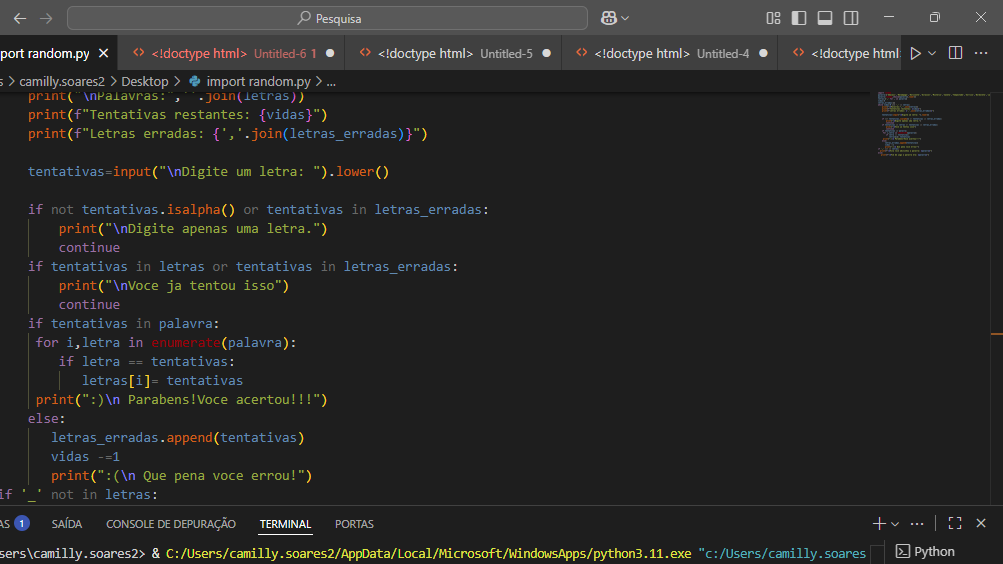 Pesquisa
port random.py
<!doctype html> Untitled-6 1
<!doctype html> Untitled-5
<!doctype html> Untitled-4
<!doctype html
s > camilly.soares2 > Desktop > import random.py > ...
print("\nPalavras:",' '.join(letras))
print(f"Tentativas restantes: {vidas}")
print(f"Letras erradas: {','.join(letras_erradas)}")
tentativas=input("\nDigite um letra: ").lower()
if not tentativas.isalpha() or tentativas in letras_erradas:
print("\nDigite apenas uma letra.")
continue
if tentativas in letras or tentativas in letras_erradas:
print("\nVoce ja tentou isso")
continue
if tentativas in palavra:
for i,letra in enumerate(palavra):
if letra == tentativas:
letras[i]= tentativas
print(":)\n Parabens!Voce acertou!!!")
else:
letras_erradas.append(tentativas)
vidas -=1
print(":(\n Que pena voce errou!")
if '_' not in letras:
AS 1 SAÍDA CONSOLE DE DEPURAÇÃO TERMINAL PORTAS
sers\camilly.soares2> & C:/Users/camilly.soares2/AppData/Local/Microsoft/WindowsApps/python3.11.exe "c:/Users/camilly.soares
Python